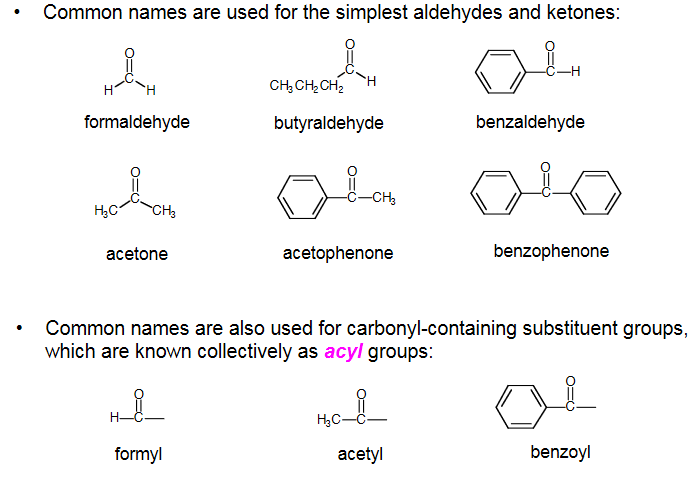 • Common names are used for the simplest aldehydes and ketones:
O
C
H H
O
C
CH3CH2CH2 H
O
C—H
formaldehyde butyraldehyde benzaldehyde
O
C
H3C CH3
O
C—CH3
O
C
acetone acetophenone benzophenone
• Common names are also used for carbonyl-containing substituent groups,
which are known collectively as acyl groups:
O
H—C—
O
H3C—C—
O
C—
formyl acetyl benzoyl